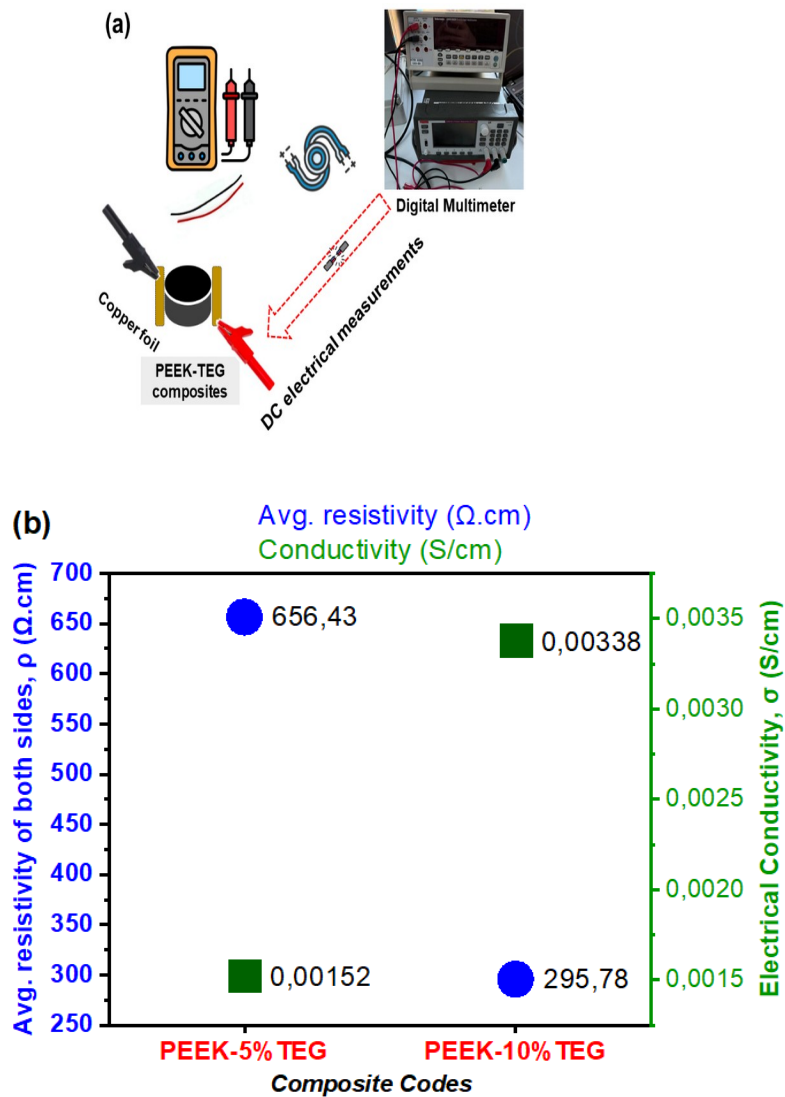 (a)
Digital Multimeter
Copper foil
PEEK-TEG
composites
DC electrical measurements
(b)
Avg. resistivity (Ω.cm)
Conductivity (S/cm)
Avg. resistivity of both sides, ρ (Ω.cm)
700
650
600
550
500
450
400
350
300
250
656,43
0,00338
0,00152
295,78
0,0035
0,0030
0,0025
0,0020
0,0015
Electrical Conductivity, σ (S/cm)
PEEK-5%TEG
PEEK-10%TEG
Composite Codes